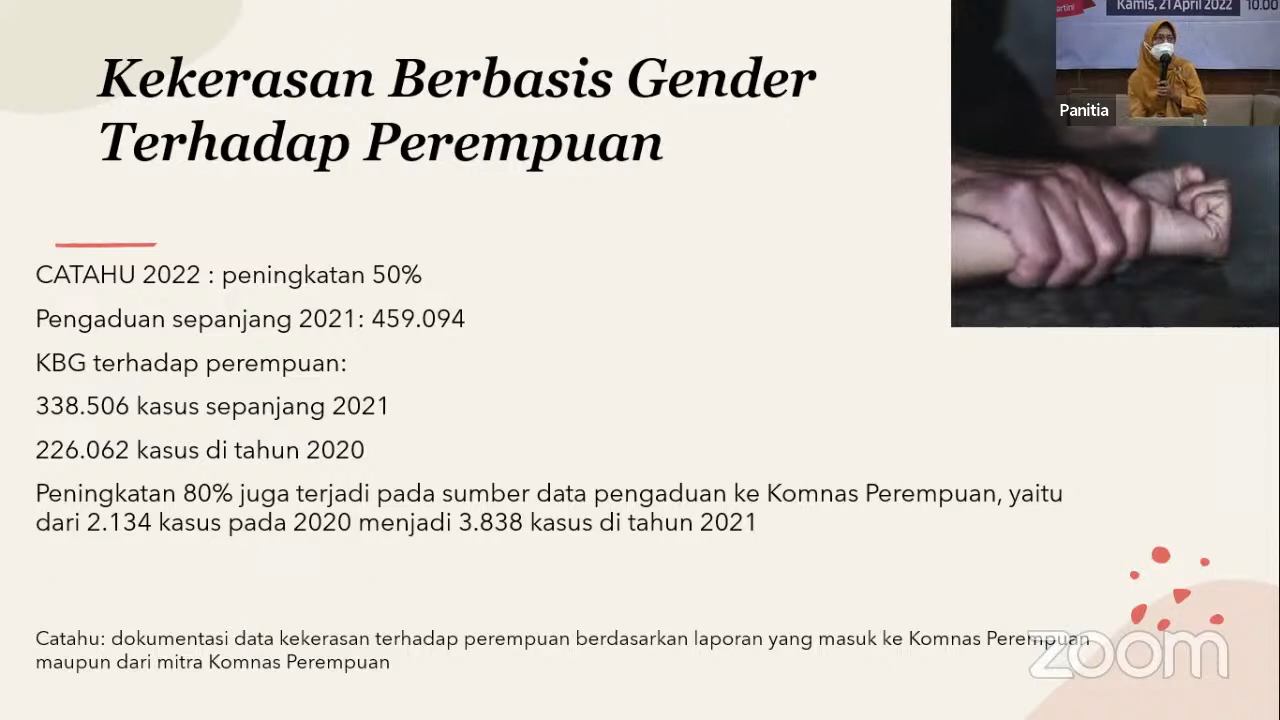 Kekerasan Berbasis Gender
Terhadap Perempuan
artini
Kamis, 21 April 2022
10.00
Panitia
CATAHU 2022 : peningkatan 50%
Pengaduan sepanjang 2021: 459.094
KBG terhadap perempuan:
338.506 kasus sepanjang 2021
226.062 kasus di tahun 2020
Peningkatan 80% juga terjadi pada sumber data pengaduan ke Komnas Perempuan, yaitu
dari 2.134 kasus pada 2020 menjadi 3.838 kasus di tahun 2021
Catahu: dokumentasi data kekerasan terhadap perempuan berdasarkan laporan yang masuk ke Komnas Perempuan
maupun dari mitra Komnas Perempuan
zoom